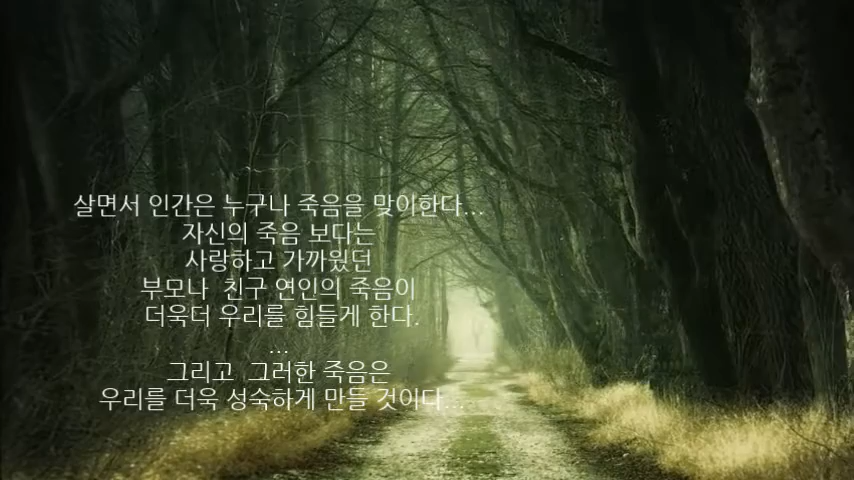 살면서 인간은 누구나 죽음을 맞이한다...
자신의 죽음 보다는
사랑하고 가까웠던
부모나 친구 연인의 죽음이
더욱더 우리를 힘들게 한다.
...
그리고 그러한 죽음은
우리를 더욱 성숙하게 만들 것이다...